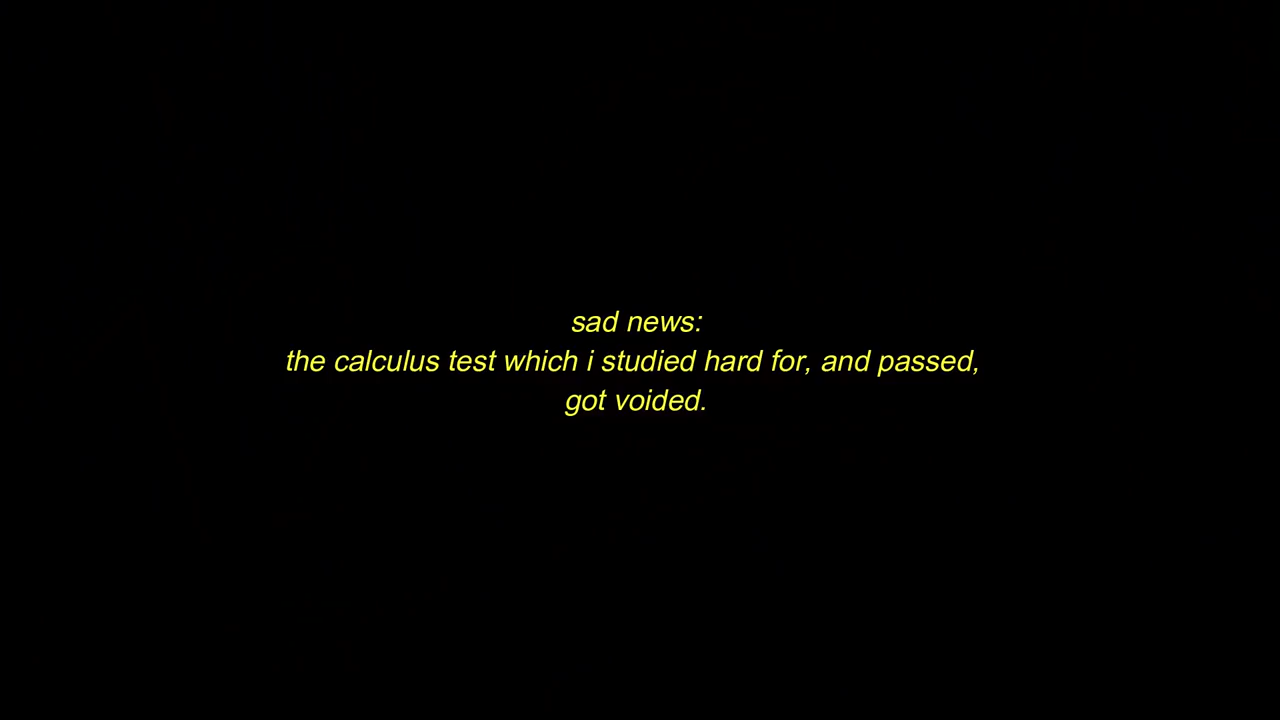 sad news:
the calculus test which i studied hard for, and passed,
got voided.